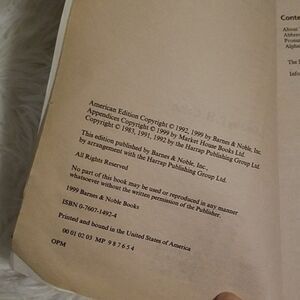 American Edition Copyright © 1992, 1999 by Barnes & Noble, Inc.
Appendices Copyright © 1999 by Market House Books Ltd.
Copyright © 1983, 1991, 1992 by the Harrap Publishing Group Ltd.
This edition published by Barnes & Noble, Inc.,
by arrangement with the Harrap Publishing Group Ltd.
All Rights Reserved
No part of this book may be used or reproduced in any manner
whatsoever without the written permission of the Publisher.
1999 Barnes & Noble Books
ISBN 0-7607-1492-4
Printed and bound in the United States of America
00 01 02 03 MP 9 8 7 6 5 4
OPM
Conte
About
Abbre
Alpha
The